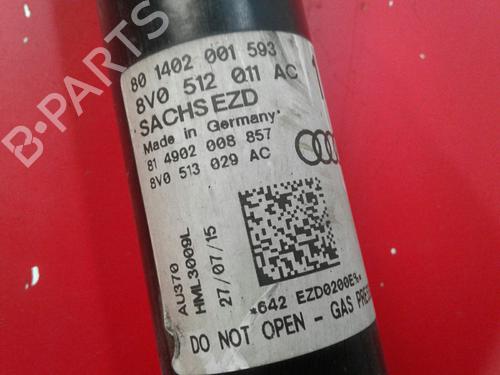 B-PARTS
80 1402 001 593
8V0 512 011 AC
SACHS EZD
Made in Germany
81 4902 008 857
8V0 513 029 AC
AU370
HML3009L
27/07/15
*642 EZD0200E%*
DO NOT OPEN - GAS